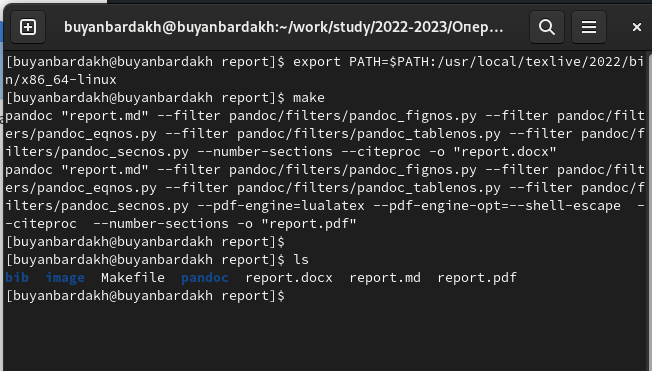 buyanbardakh@buyanbardakh:~/work/study/2022-2023/Опер…
[buyanbardakh@buyanbardakh report]$ export PATH=$PATH:/usr/local/texlive/2022/bi
n/x86_64-linux
[buyanbardakh@buyanbardakh report]$ make
pandoc "report.md" --filter pandoc/filters/pandoc_fignos.py --filter pandoc/filt
ers/pandoc_eqnos.py --filter pandoc/filters/pandoc_tablenos.py --filter pandoc/f
ilters/pandoc_secnos.py --number-sections --citeproc -o "report.docx"
pandoc "report.md" --filter pandoc/filters/pandoc_fignos.py --filter pandoc/filt
ers/pandoc_eqnos.py --filter pandoc/filters/pandoc_tablenos.py --filter pandoc/f
ilters/pandoc_secnos.py --pdf-engine=lualatex --pdf-engine-opt=--shell-escape  -
-citeproc  --number-sections -o "report.pdf"
[buyanbardakh@buyanbardakh report]$
[buyanbardakh@buyanbardakh report]$ ls
bib  image  Makefile  pandoc  report.docx  report.md  report.pdf
[buyanbardakh@buyanbardakh report]$